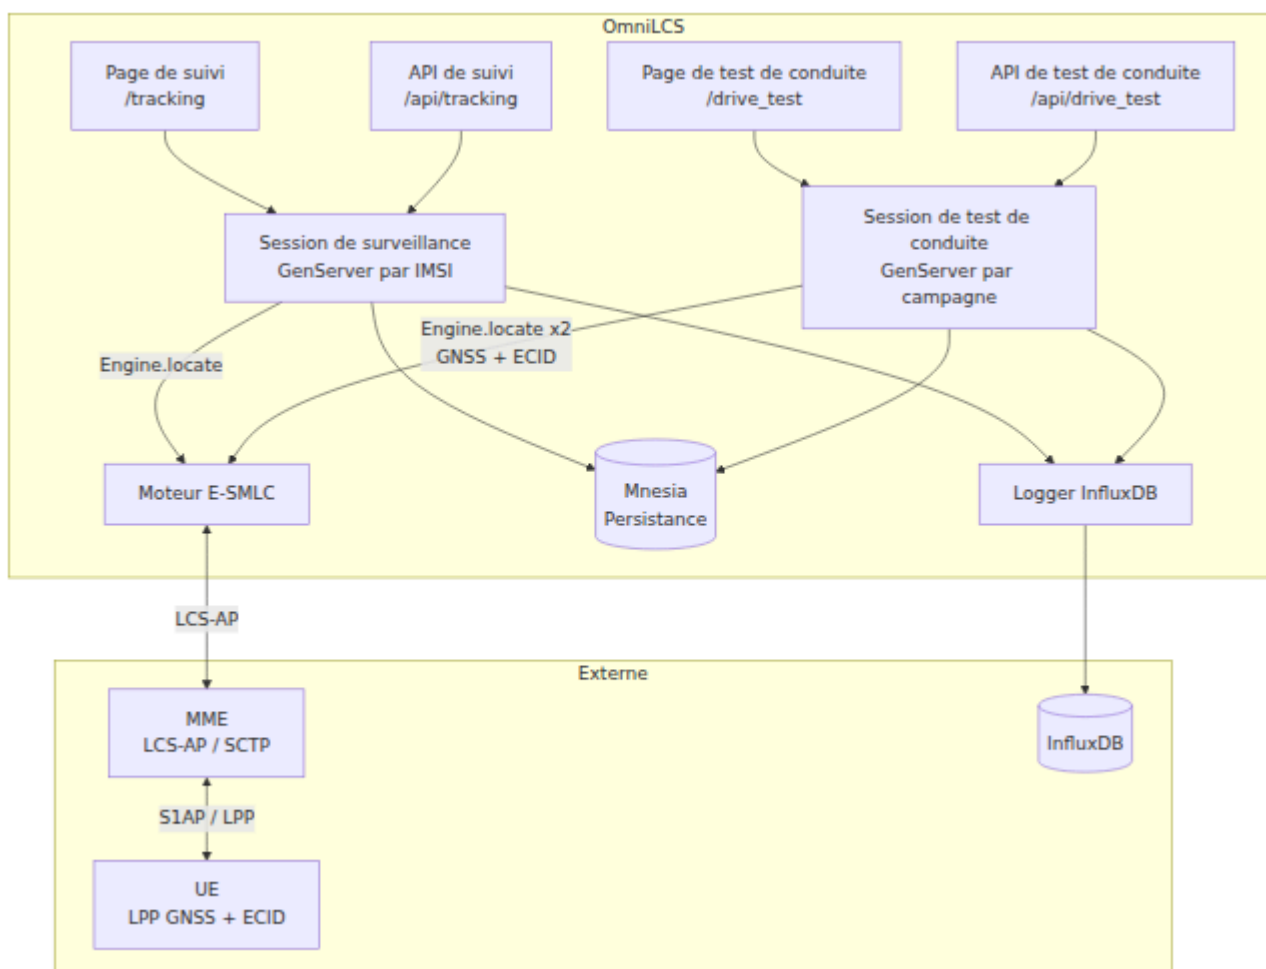 OmniLCS
Page de suivi
/tracking
API de suivi
/api/tracking
Page de test de conduite
/drive_test
API de test de conduite
/api/drive_test
Session de surveillance
GenServer par IMSI
Session de test de
conduite
GenServer par
campagne
Engine.locate
Engine.locate x2
GNSS + ECID
Moteur E-SMLC
Mnesia
Persistance
Logger InfluxDB
LCS-AP
Externe
MME
LCS-AP / SCTP
InfluxDB
S1AP / LPP
UE
LPP GNSS + ECID